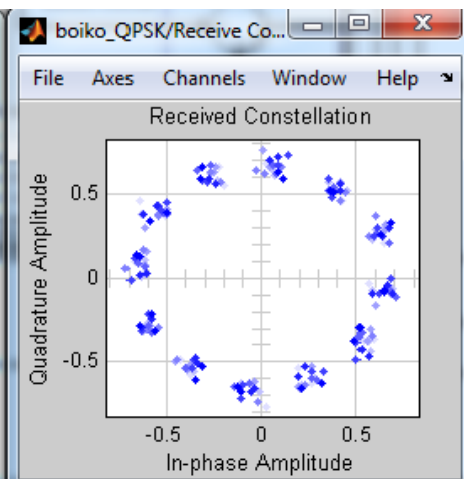 boiko_QPSK/Receive Co...
File Axes Channels Window Help
Received Constellation
Quadrature Amplitude
0.5
0
-0.5
-0.5 0 0.5
In-phase Amplitude